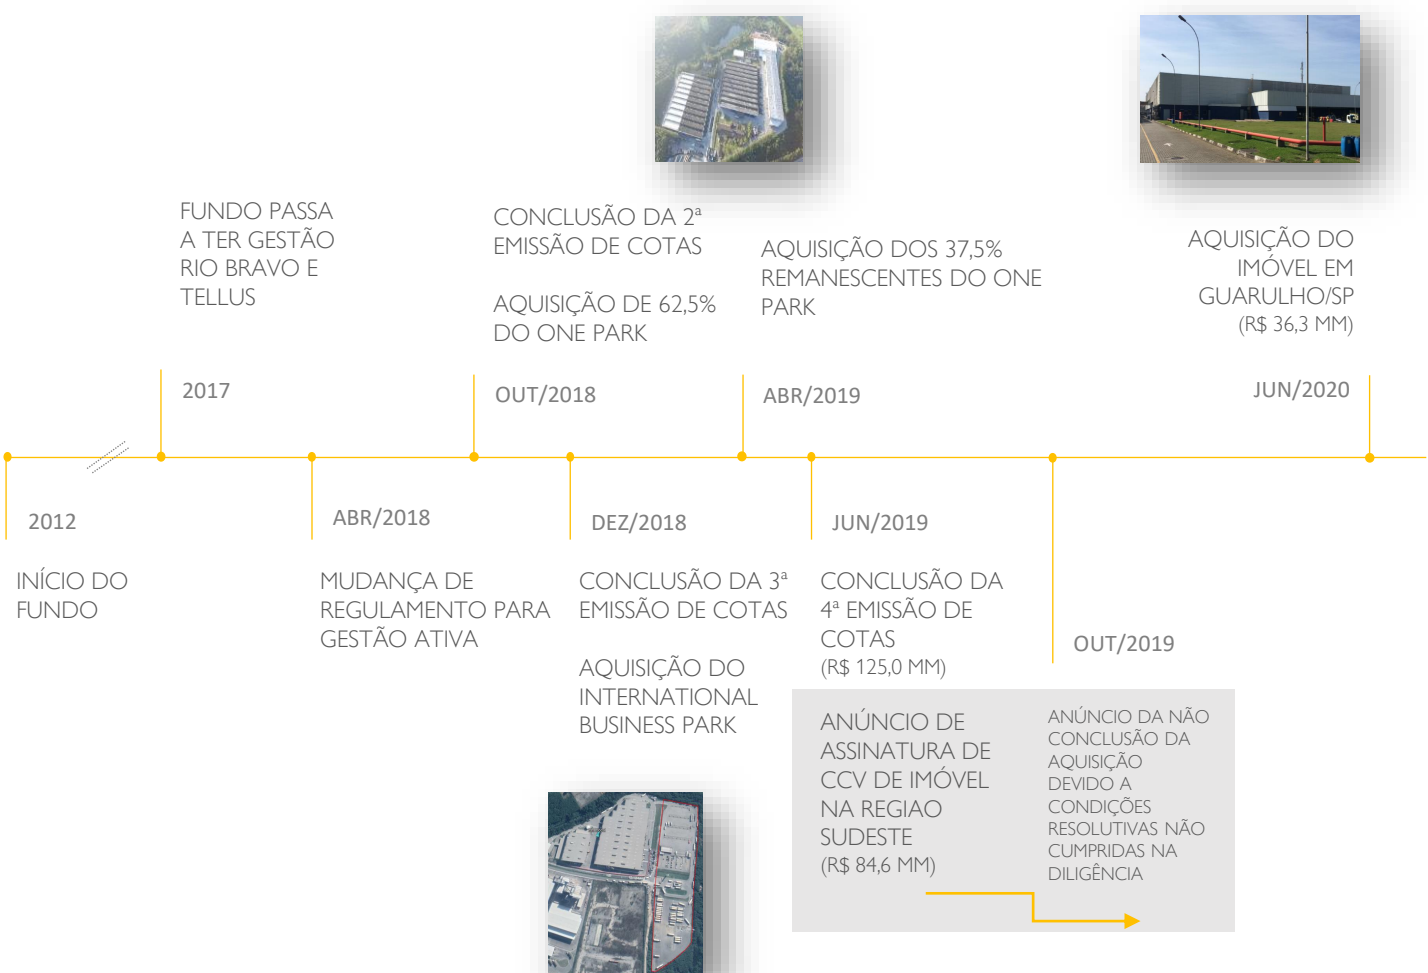 FUNDO PASSA
A TER GESTÃO
RIO BRAVO E
TELLUS
2017
CONCLUSÃO DA 2ª
EMISSÃO DE COTAS
AQUISIÇÃO DE 62,5%
DO ONE PARK
OUT/2018
AQUISIÇÃO DOS 37,5%
REMANESCENTES DO ONE
PARK
ABR/2019
AQUISIÇÃO DO
IMÓVEL EM
GUARULHO/SP
(R$ 36,3 MM)
JUN/2020
2012
INÍCIO DO
FUNDO
ABR/2018
MUDANÇA DE
REGULAMENTO PARA
GESTÃO ATIVA
DEZ/2018
CONCLUSÃO DA 3ª
EMISSÃO DE COTAS
AQUISIÇÃO DO
INTERNATIONAL
BUSINESS PARK
JUN/2019
CONCLUSÃO DA
4ª EMISSÃO DE
COTAS
(R$ 125,0 MM)
ANÚNCIO DE
ASSINATURA DE
CCV DE IMÓVEL
NA REGIAO
SUDESTE
(R$ 84,6 MM)
OUT/2019
ANÚNCIO DA NÃO
CONCLUSÃO DA
AQUISIÇÃO
DEVIDO A
CONDIÇÕES
RESOLUTIVAS NÃO
CUMPRIDAS NA
DILIGÊNCIA